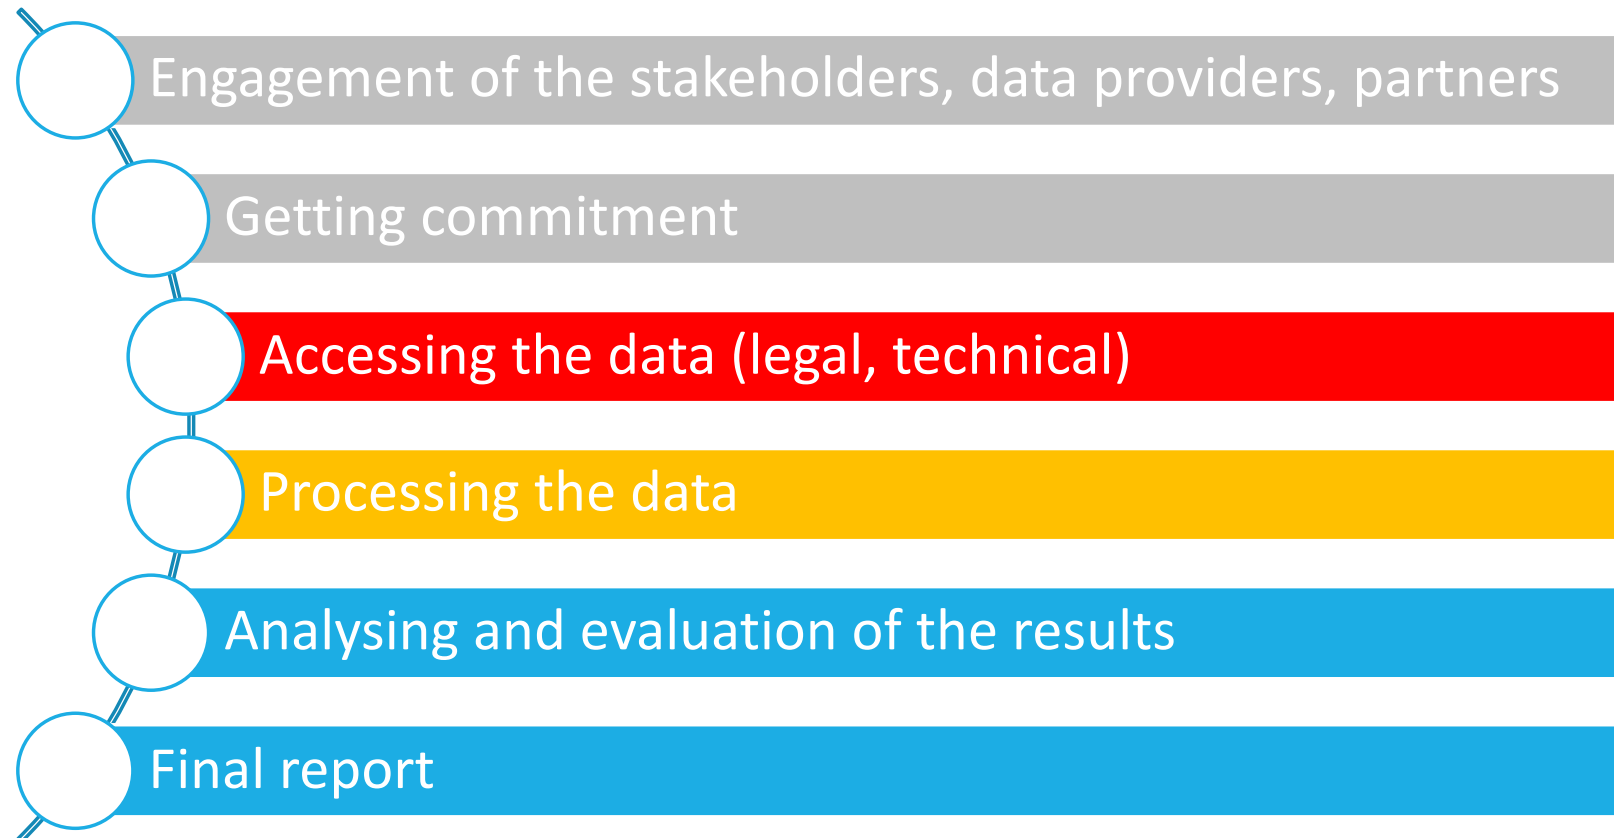 Engagement of the stakeholders, data providers, partners
Getting commitment
Accessing the data (legal, technical)
Processing the data
Analysing and evaluation of the results
Final report